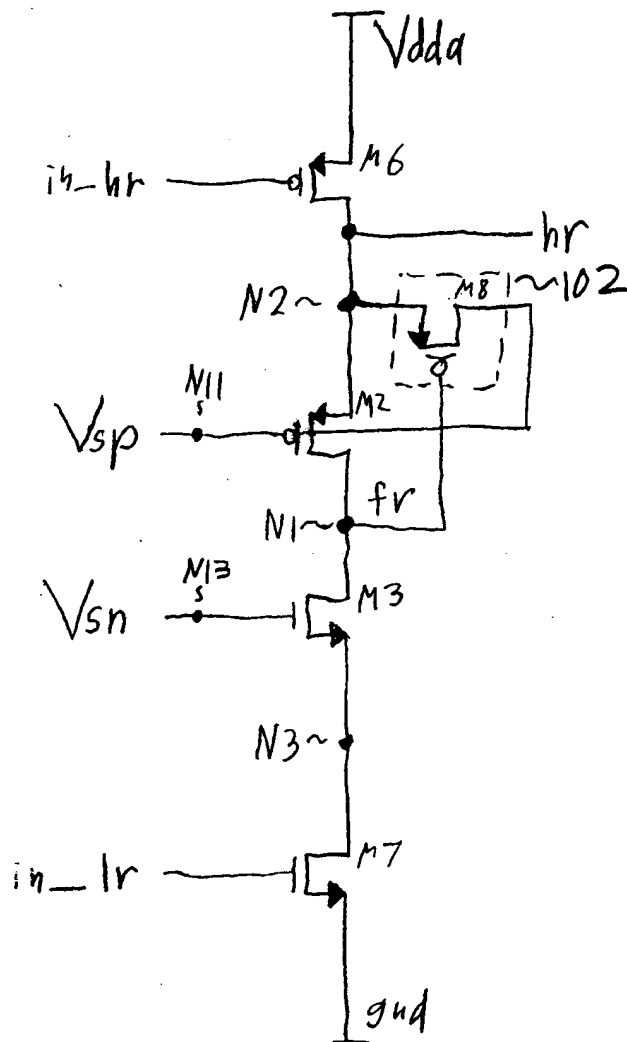 Vdda
M6
in_hr
hr
N2~
M8
~102
N11
M2
Vsp
fr
N1~
N13
M3
Vsn
N3~
M7
in_lr
gnd